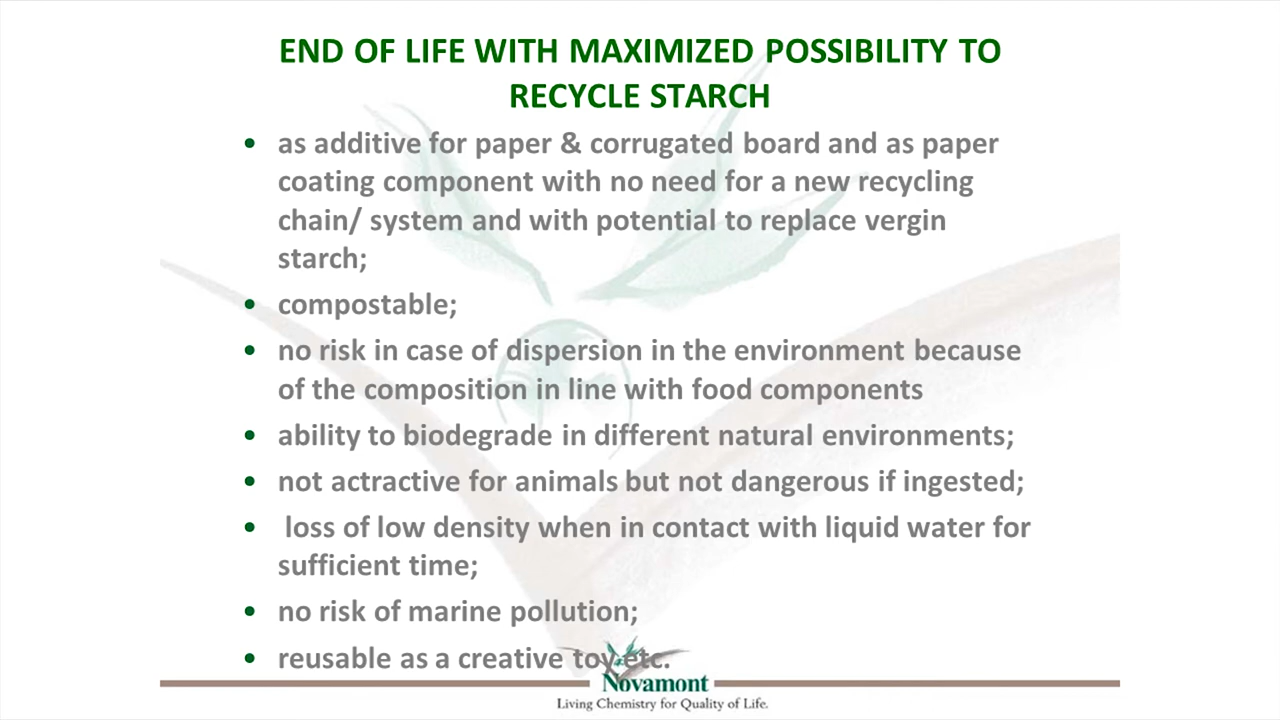 END OF LIFE WITH MAXIMIZED POSSIBILITY TO
RECYCLE STARCH
• as additive for paper & corrugated board and as paper
coating component with no need for a new recycling
chain/ system and with potential to replace vergin
starch;
• compostable;
• no risk in case of dispersion in the environment because
of the composition in line with food components
• ability to biodegrade in different natural environments;
• not actractive for animals but not dangerous if ingested;
• loss of low density when in contact with liquid water for
sufficient time;
• no risk of marine pollution;
• reusable as a creative toy etc.
Novamont
Living Chemistry for Quality of Life.